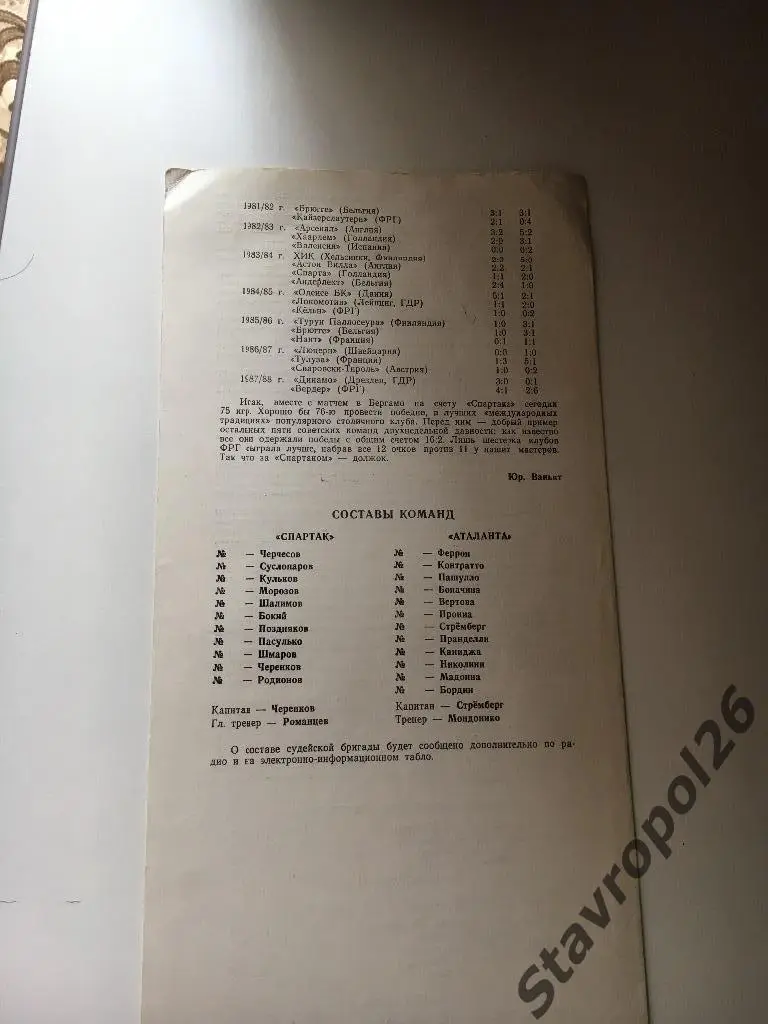 1981/82 г. «Брюгге» (Бельгия) 3:1 3:1
«Кайзерслаутерн» (ФРГ) 2:1 0:4
1982/83 г. «Арсенал» (Англия) 3:2 5:2
«Хаарлем» (Голландия) 2:0 3:1
«Валенсия» (Испания) 0:0 0:2
1983/84 г. ХИК (Хельсинки, Финляндия) 2:0 5:0
«Астон Вилла» (Англия) 2:2 2:1
«Спарта» (Голландия) 1:1 2:0
«Андерлехт» (Бельгия) 2:4 1:0
1984/85 г. «Оденсе БК» (Дания) 5:1 2:1
«Локомотив» (Лейпциг, ГДР) 1:1 2:0
«Кёльн» (ФРГ) 1:0 0:2
1985/86 г. «Турун Паллосеура» (Финляндия) 1:0 3:1
«Брюгге» (Бельгия) 1:0 3:1
«Нант» (Франция) 0:1 1:1
1986/87 г. «Люцерн» (Швейцария) 0:0 1:0
«Тулуза» (Франция) 1:3 5:1
«Сваровски-Тироль» (Австрия) 1:0 0:2
1987/88 г. «Динамо» (Дрезден, ГДР) 3:0 0:1
«Вердер» (ФРГ) 4:1 2:6
Итак, вместе с матчем в Бергамо на счету «Спартака» сегодня
75 игр. Хорошо бы 76-ю провести победно, в лучших «международных
традициях» популярного столичного клуба. Перед ним — добрый пример
остальных пяти советских команд двухнедельной давности: как известно
все они одержали победы с общим счетом 16:2. Лишь шестерка клубов
ФРГ сыграла лучше, набрав все 12 очков против 11 у наших мастеров.
Так что за «Спартаком» — должок.
Юр. Ваньят
СОСТАВЫ КОМАНД
«СПАРТАК» «АТАЛАНТА»
№ — Черчесов № — Феррон
№ — Суслопаров № — Контратто
№ — Кульков № — Пашулло
№ — Морозов № — Боначина
№ — Шалимов № — Вертова
№ — Бокий № — Прогна
№ — Поздняков № — Стрёмберг
№ — Пасулько № — Пранделли
№ — Шмаров № — Каниджа
№ — Черенков № — Николини
№ — Родионов № — Мадонна
№ — Бордин
Капитан — Черенков Капитан — Стрёмберг
Гл. тренер — Романцев Тренер — Мондонико
О составе судейской бригады будет сообщено дополнительно по ра-
дио и на электронно-информационном табло.
Stavropol26